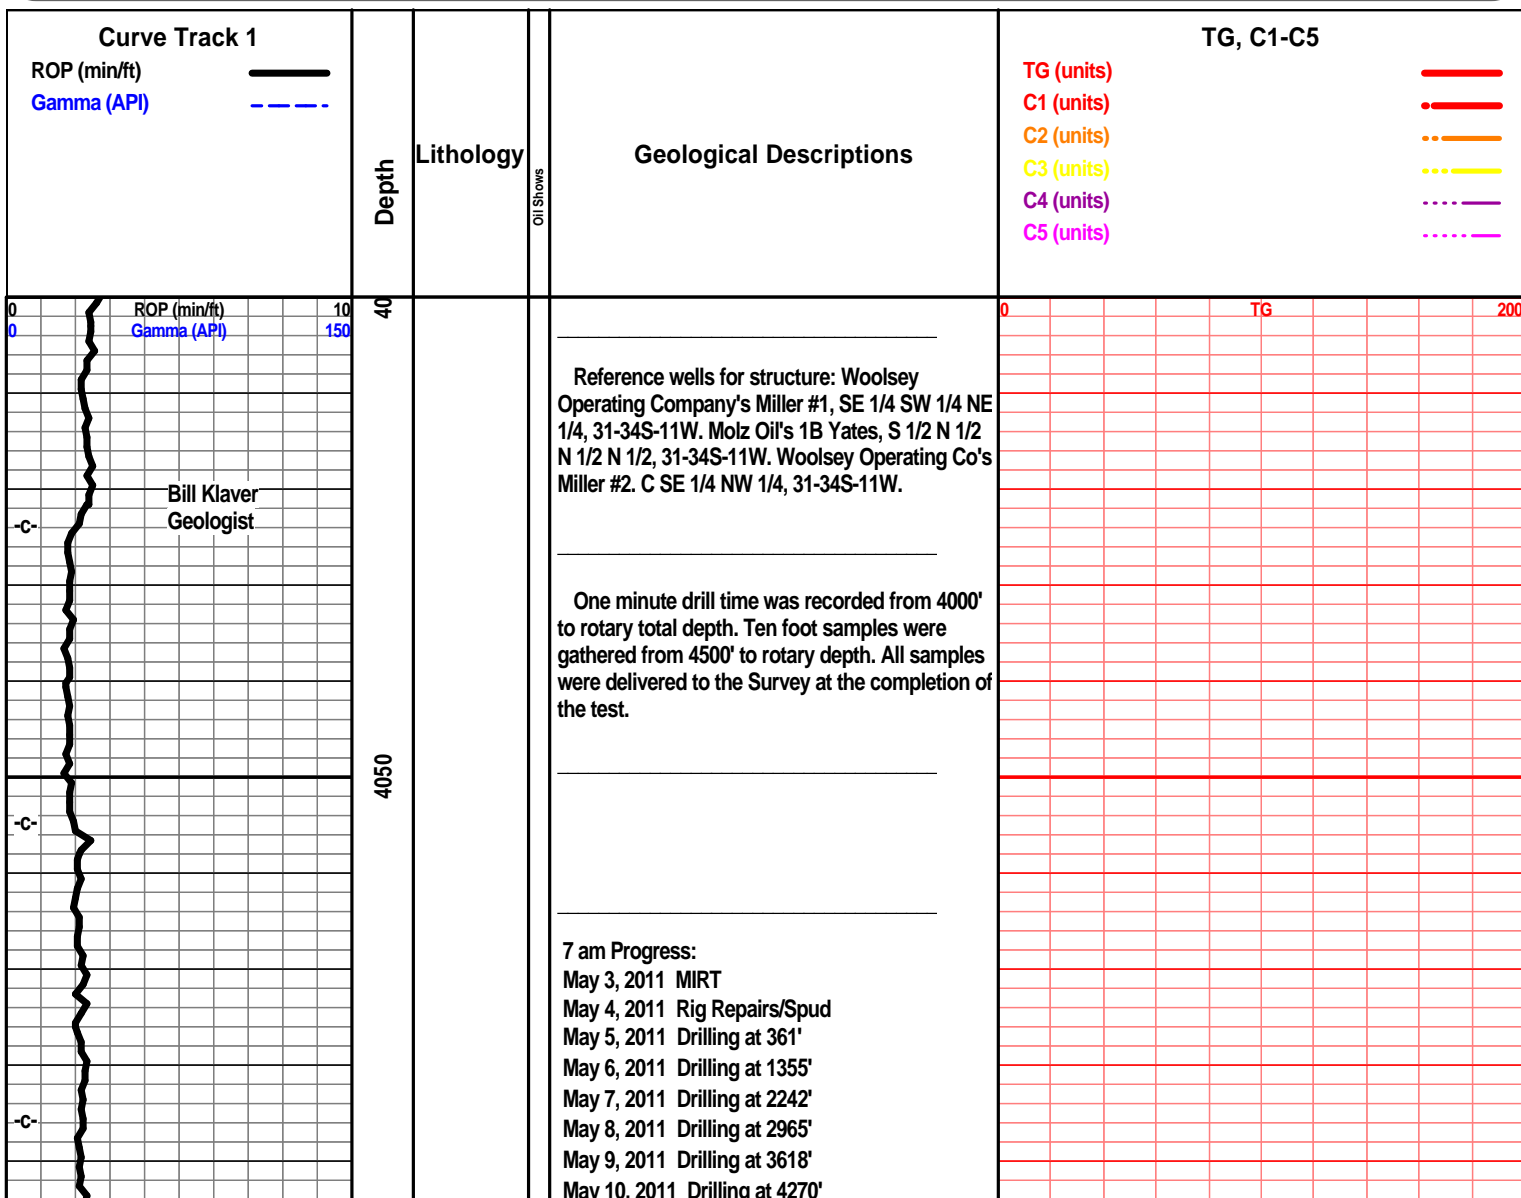 Curve Track 1
ROP (min/ft)
Gamma (API)
Depth
Lithology
Oil Shows
Geological Descriptions
TG, C1-C5
TG (units)
C1 (units)
C2 (units)
C3 (units)
C4 (units)
C5 (units)
0 ROP (min/ft) 10
0 Gamma (API) 150
40
0 TG 200
Reference wells for structure: Woolsey
Operating Company's Miller #1, SE 1/4 SW 1/4 NE
1/4, 31-34S-11W. Molz Oil's 1B Yates, S 1/2 N 1/2
N 1/2 N 1/2, 31-34S-11W. Woolsey Operating Co's
Miller #2. C SE 1/4 NW 1/4, 31-34S-11W.
Bill Klaver
Geologist
-c-
One minute drill time was recorded from 4000'
to rotary total depth. Ten foot samples were
gathered from 4500' to rotary depth. All samples
were delivered to the Survey at the completion of
the test.
4050
-c-
7 am Progress:
May 3, 2011 MIRT
May 4, 2011 Rig Repairs/Spud
May 5, 2011 Drilling at 361'
May 6, 2011 Drilling at 1355'
May 7, 2011 Drilling at 2242'
-c-
May 8, 2011 Drilling at 2965'
May 9, 2011 Drilling at 3618'
May 10, 2011 Drilling at 4270'